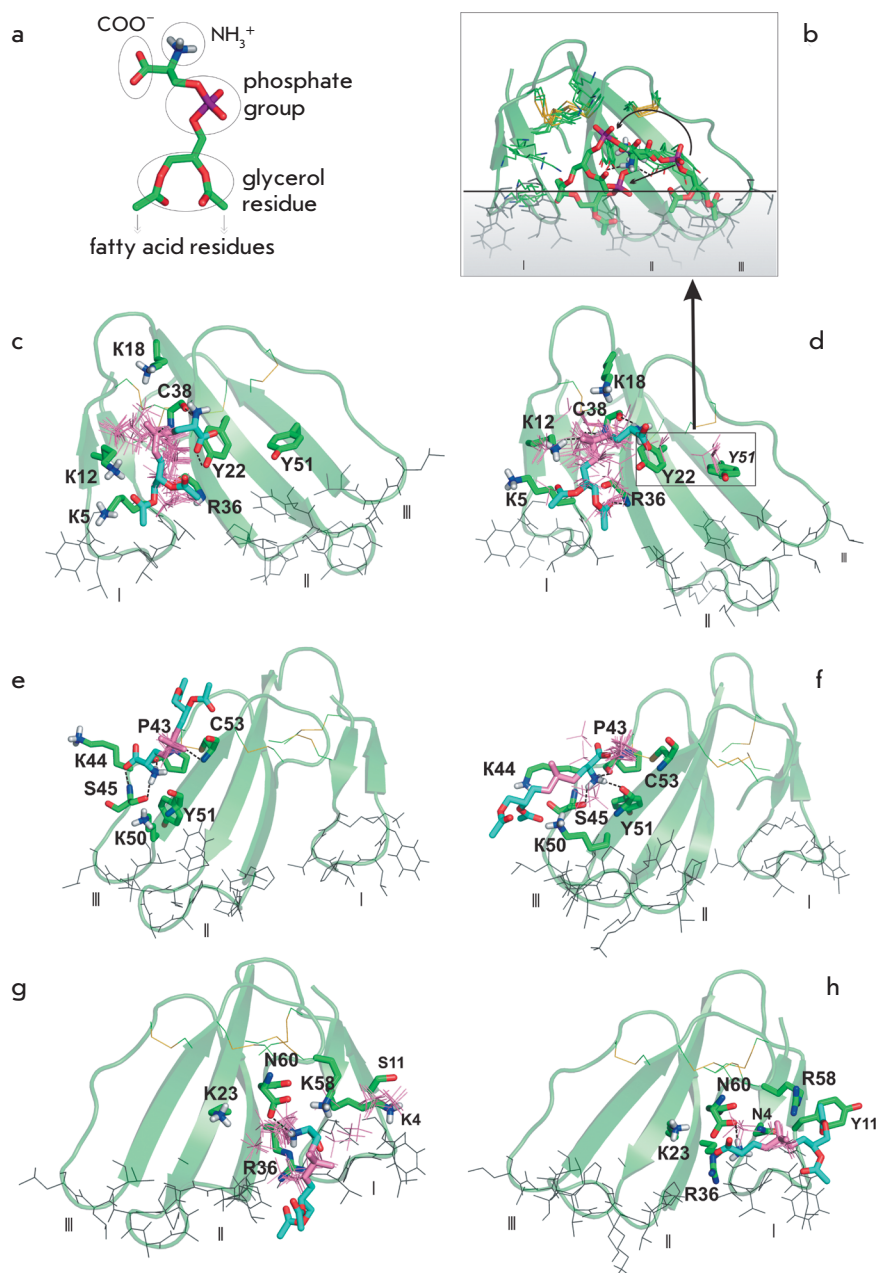 a
COO⁻
NH₃⁺
phosphate
group
glycerol
residue
fatty acid residues
b
I
II
III
c
K18
C38
K12
Y22
Y51
K5
R36
III
II
I
d
K18
C38
K12
Y22
Y51
K5
R36
III
I
II
e
P43
C53
K44
S45
Y51
K50
III
II
I
f
P43
K44
C53
S45
Y51
K50
III
II
I
g
N60
K58
S11
K23
K4
R36
III
II
I
h
N60
R58
N4
Y11
K23
R36
III
II
I